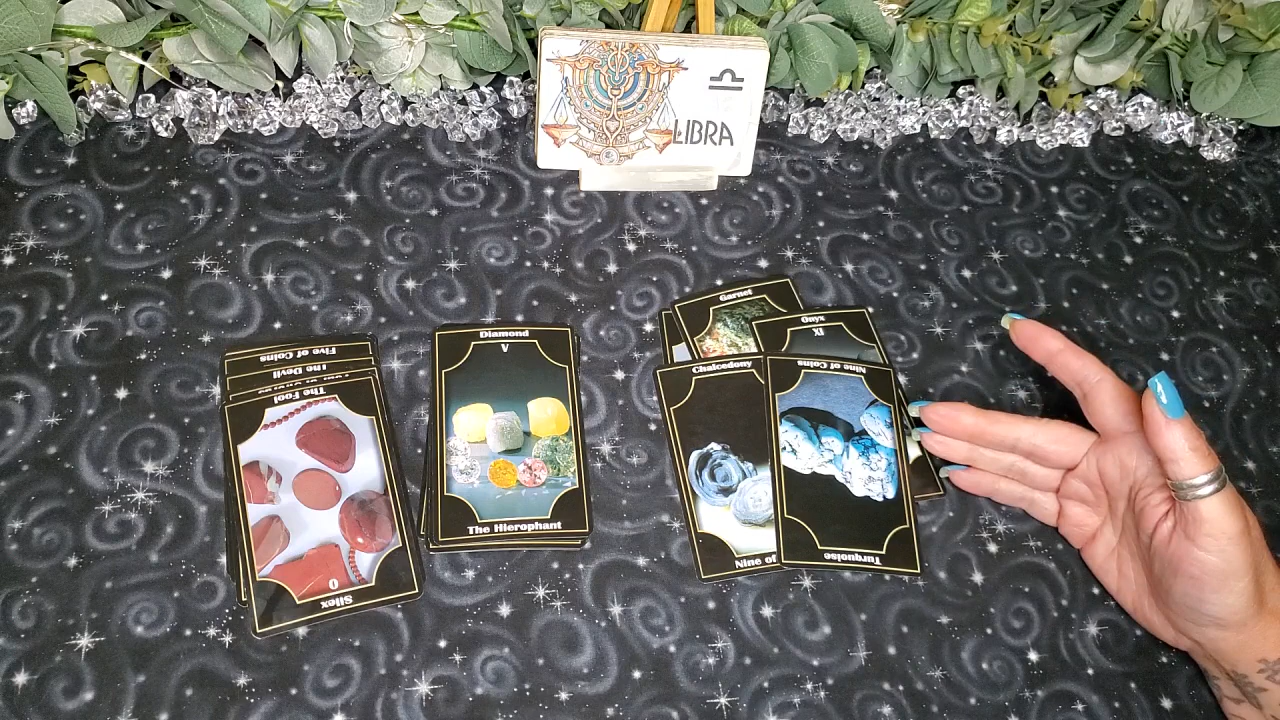 ♎
LIBRA
Five of Coins
The Devil
The Fool
0
Silex
Diamond
V
The Hierophant
Garnet
Onyx
IX
Chalcedony
Nine of
Nine of Coins
Turquoise